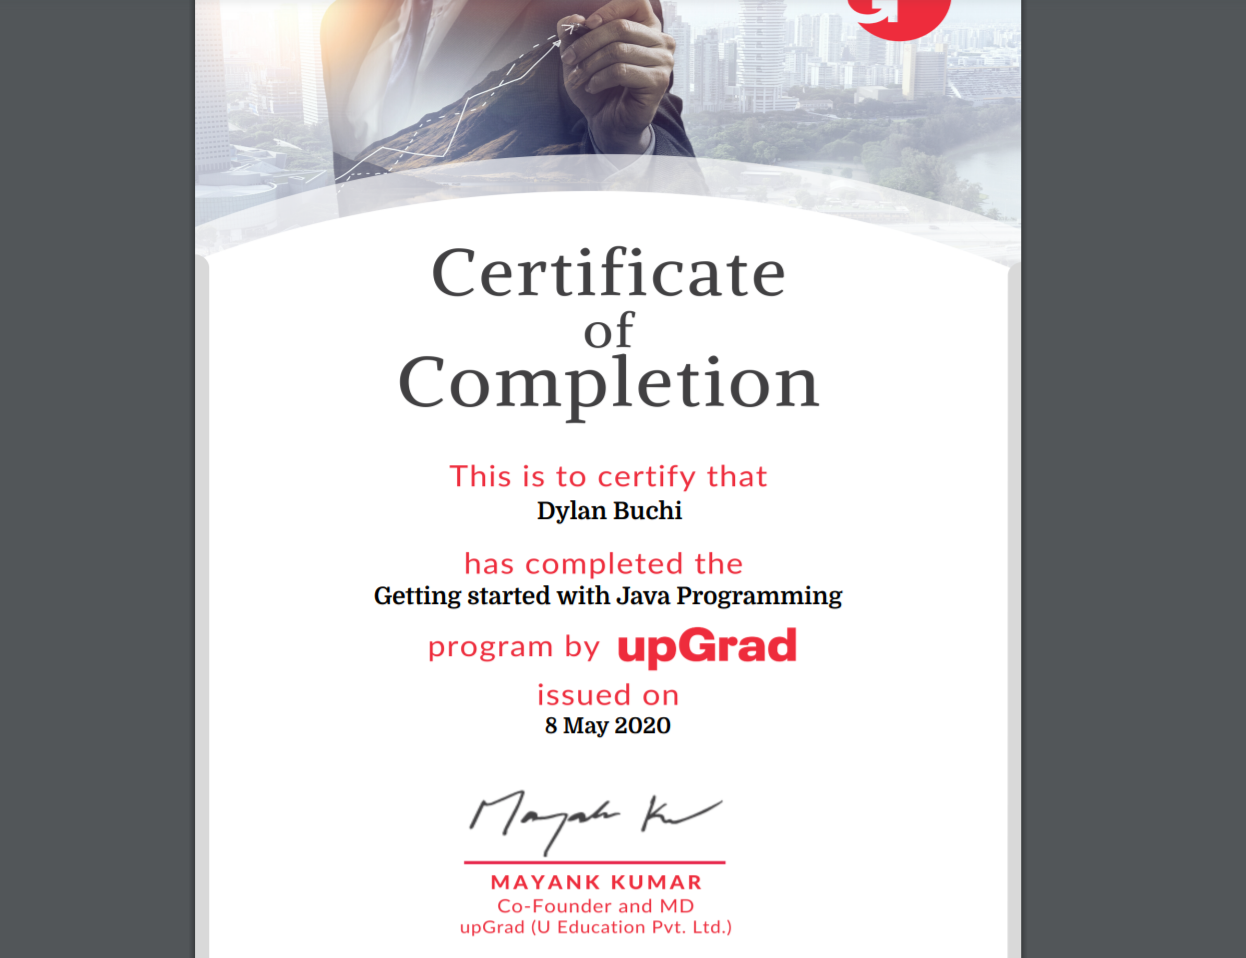 Certificate
of
Completion
This is to certify that
Dylan Buchi
has completed the
Getting started with Java Programming
program by upGrad
issued on
8 May 2020
Mayank Ku
MAYANK KUMAR
Co-Founder and MD
upGrad (U Education Pvt. Ltd.)